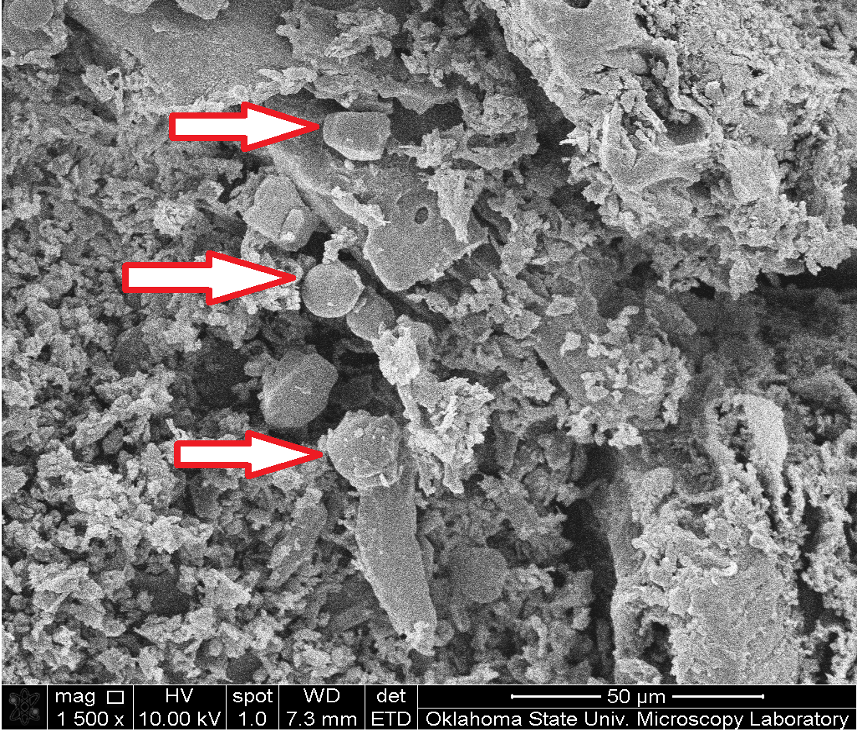 mag HV spot WD det 50 µm
1 500 x 10.00 kV 1.0 7.3 mm ETD Oklahoma State Univ. Microscopy Laboratory